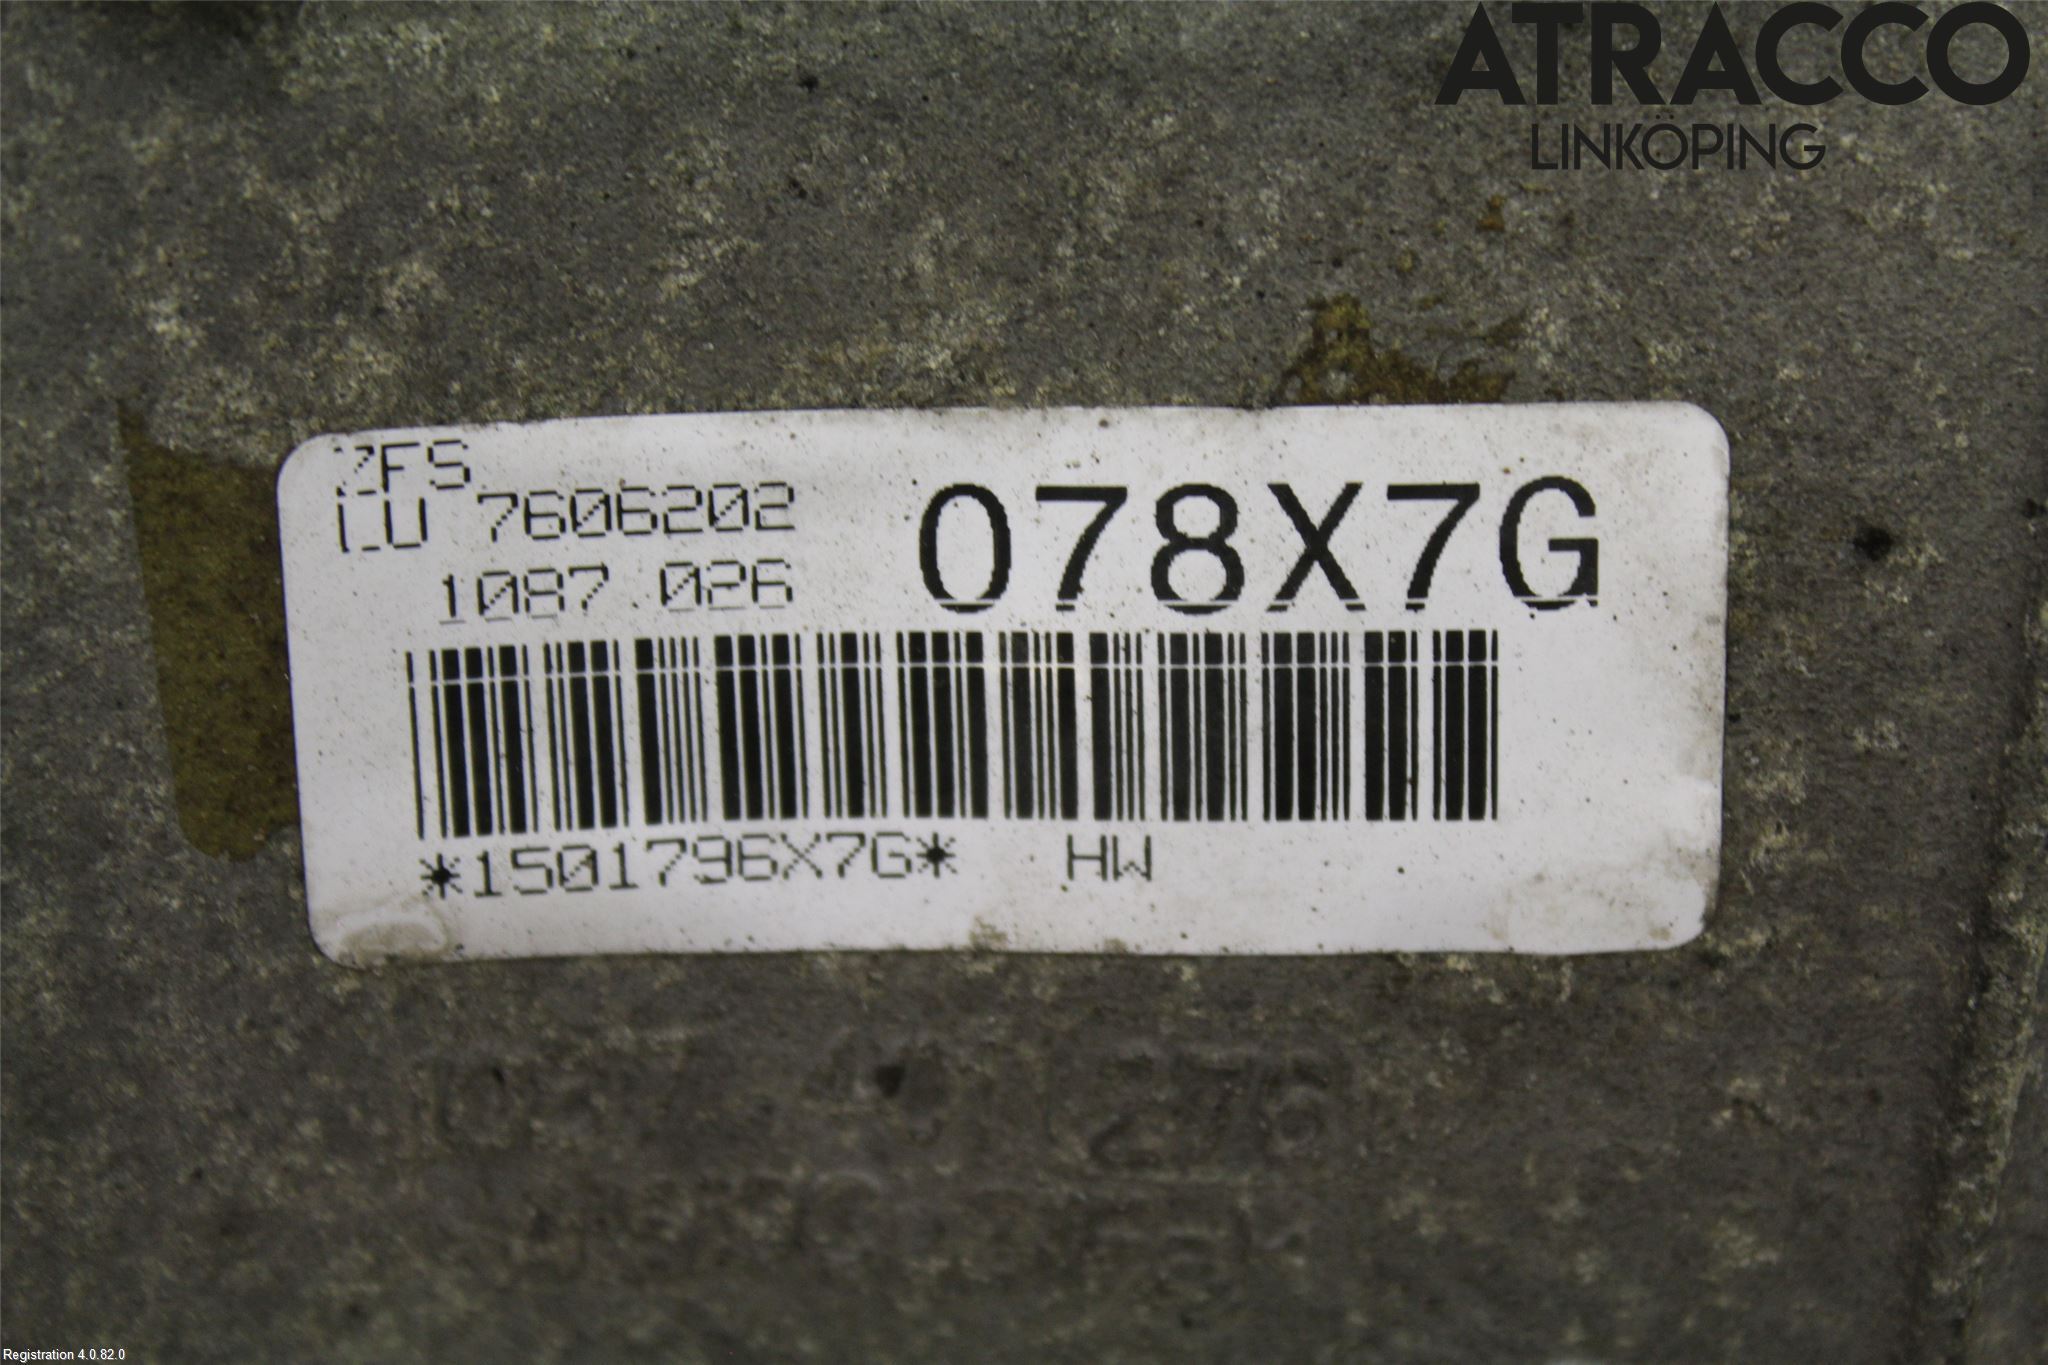 ATRACCO
LINKÖPING
ZFS
LU 7606202
1087.026
078X7G
*1501796X7G* HW
Registration 4.0.82.0